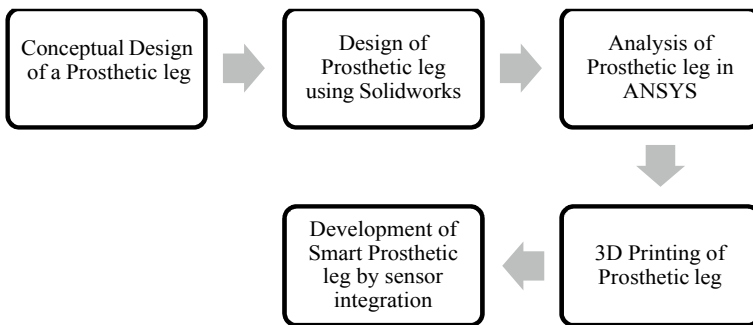 Conceptual Design
of a Prosthetic leg
Design of
Prosthetic leg
using Solidworks
Analysis of
Prosthetic leg in
ANSYS
3D Printing of
Prosthetic leg
Development of
Smart Prosthetic
leg by sensor
integration